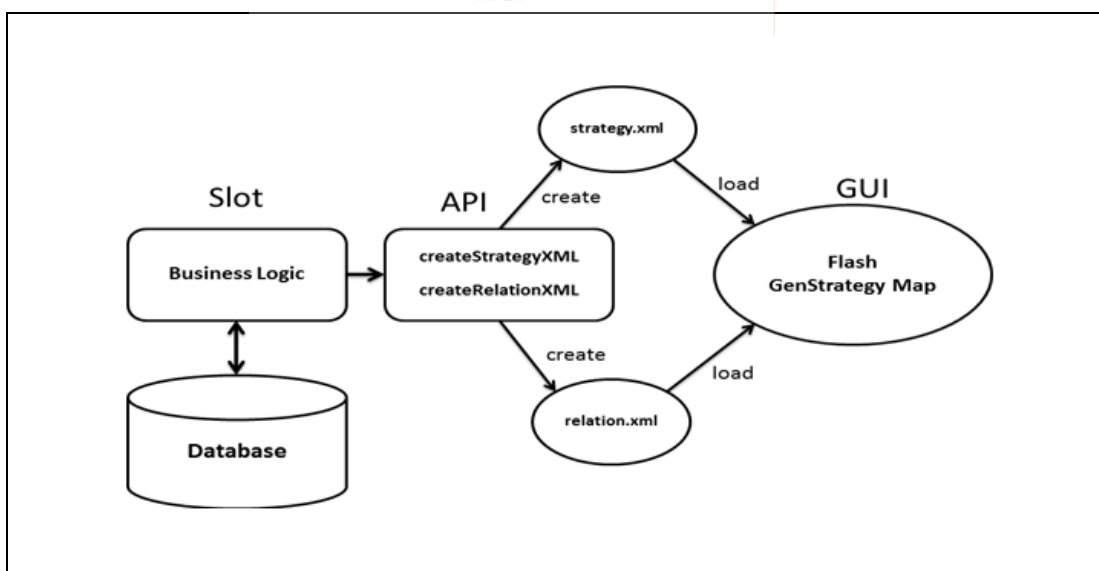 strategy.xml
Slot
API
create
load
GUI
Business Logic
createStrategyXML
createRelationXML
Flash
GenStrategy Map
Database
create
load
relation.xml